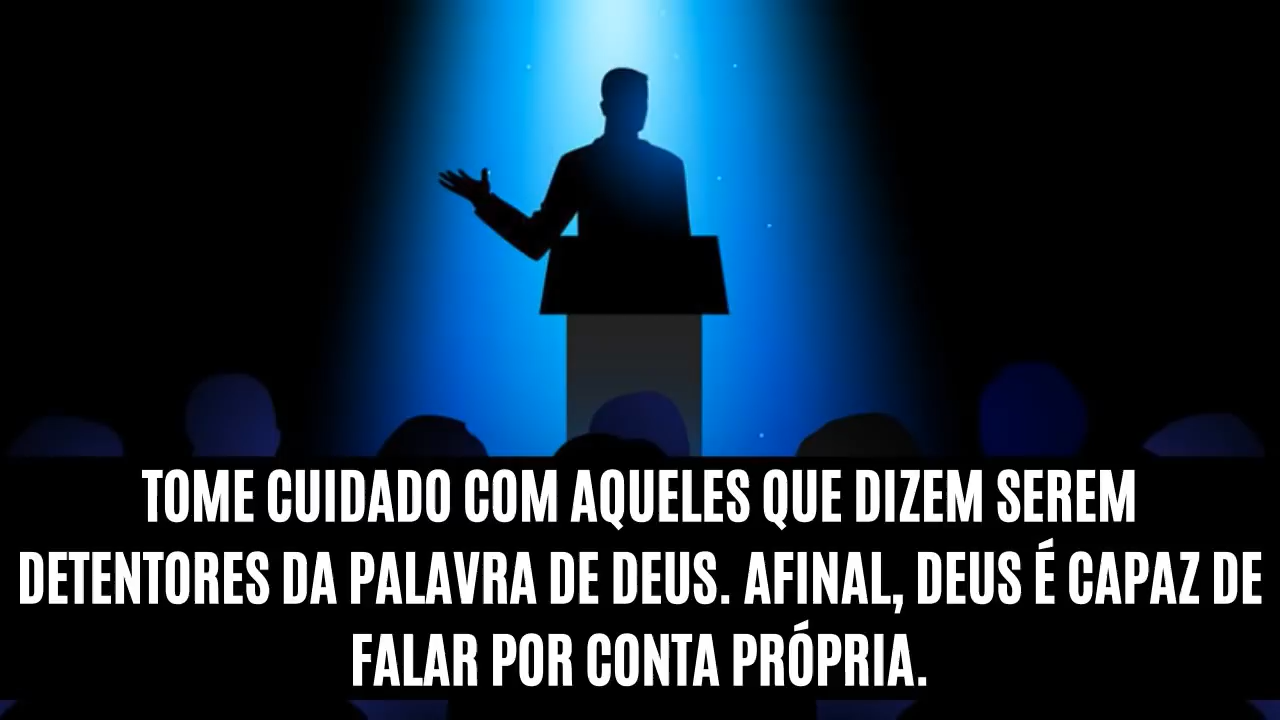 TOME CUIDADO COM AQUELES QUE DIZEM SEREM
DETENTORES DA PALAVRA DE DEUS. AFINAL, DEUS É CAPAZ DE
FALAR POR CONTA PRÓPRIA.